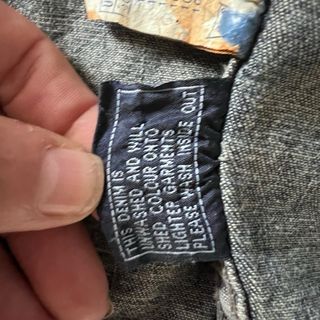 THIS DENIM IS
UNWASHED AND WILL
SHED COLOUR ONTO
LIGHTER GARMENTS
PLEASE WASH INSIDE OUT